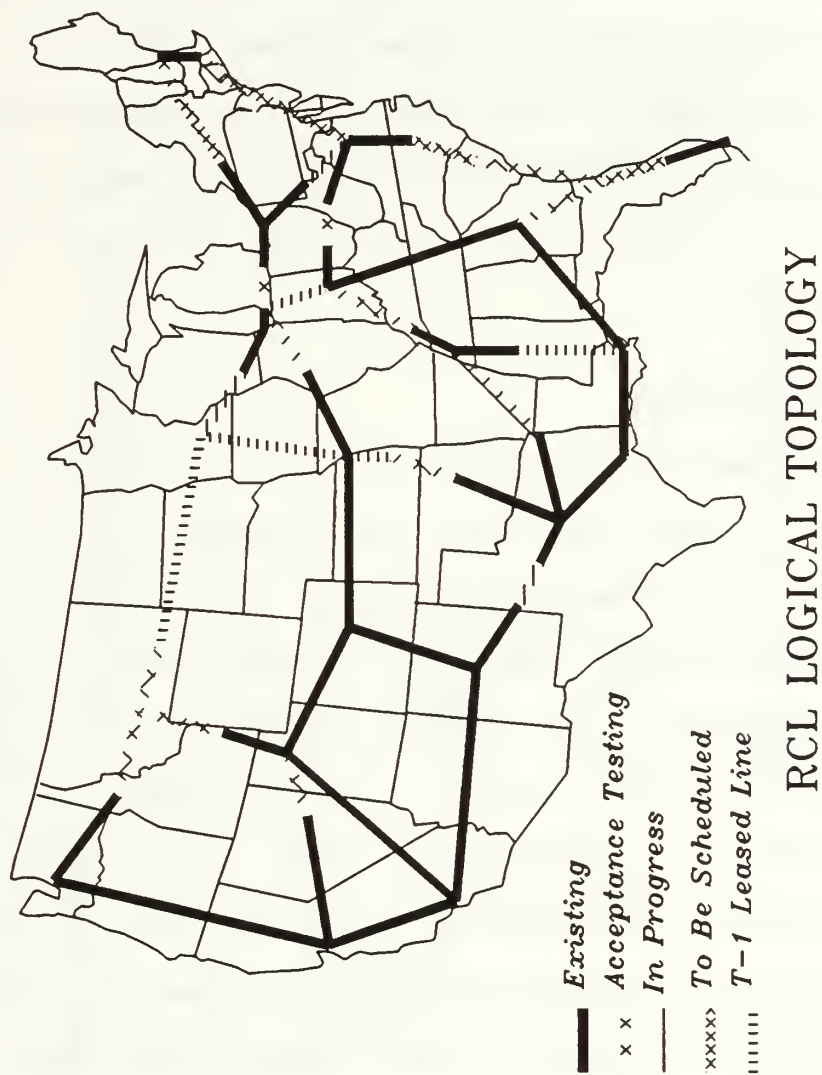 Existing
Acceptance Testing
In Progress
To Be Scheduled
T-1 Leased Line
RCL LOGICAL TOPOLOGY